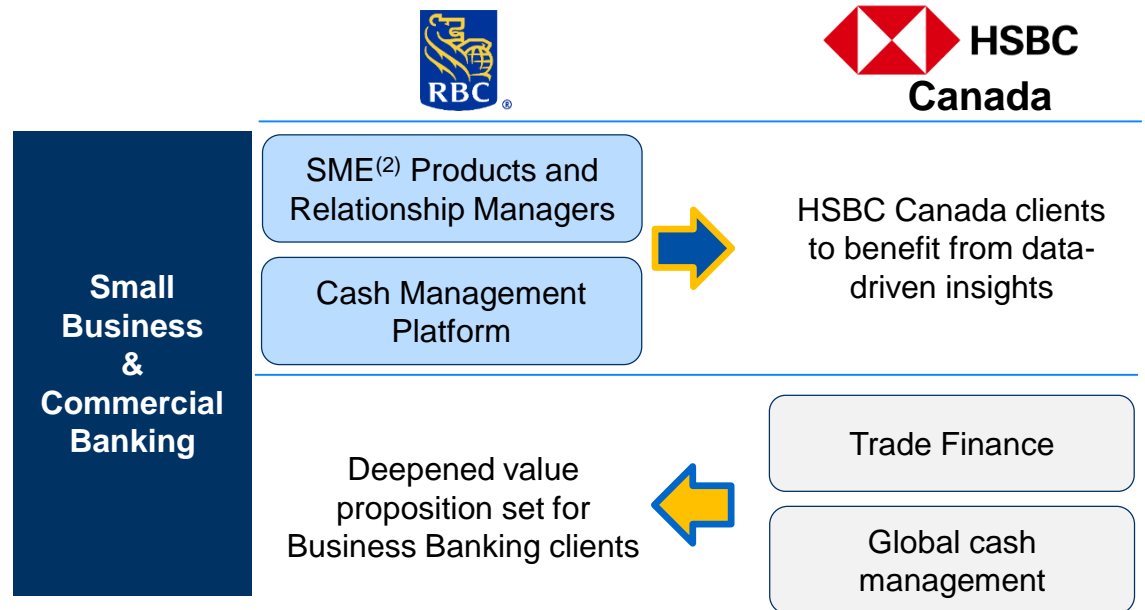 RBC ®
HSBC
Canada
Small
Business
&
Commercial
Banking
SME(2) Products and
Relationship Managers
Cash Management
Platform
HSBC Canada clients
to benefit from data-
driven insights
Deepened value
proposition set for
Business Banking clients
Trade Finance
Global cash
management